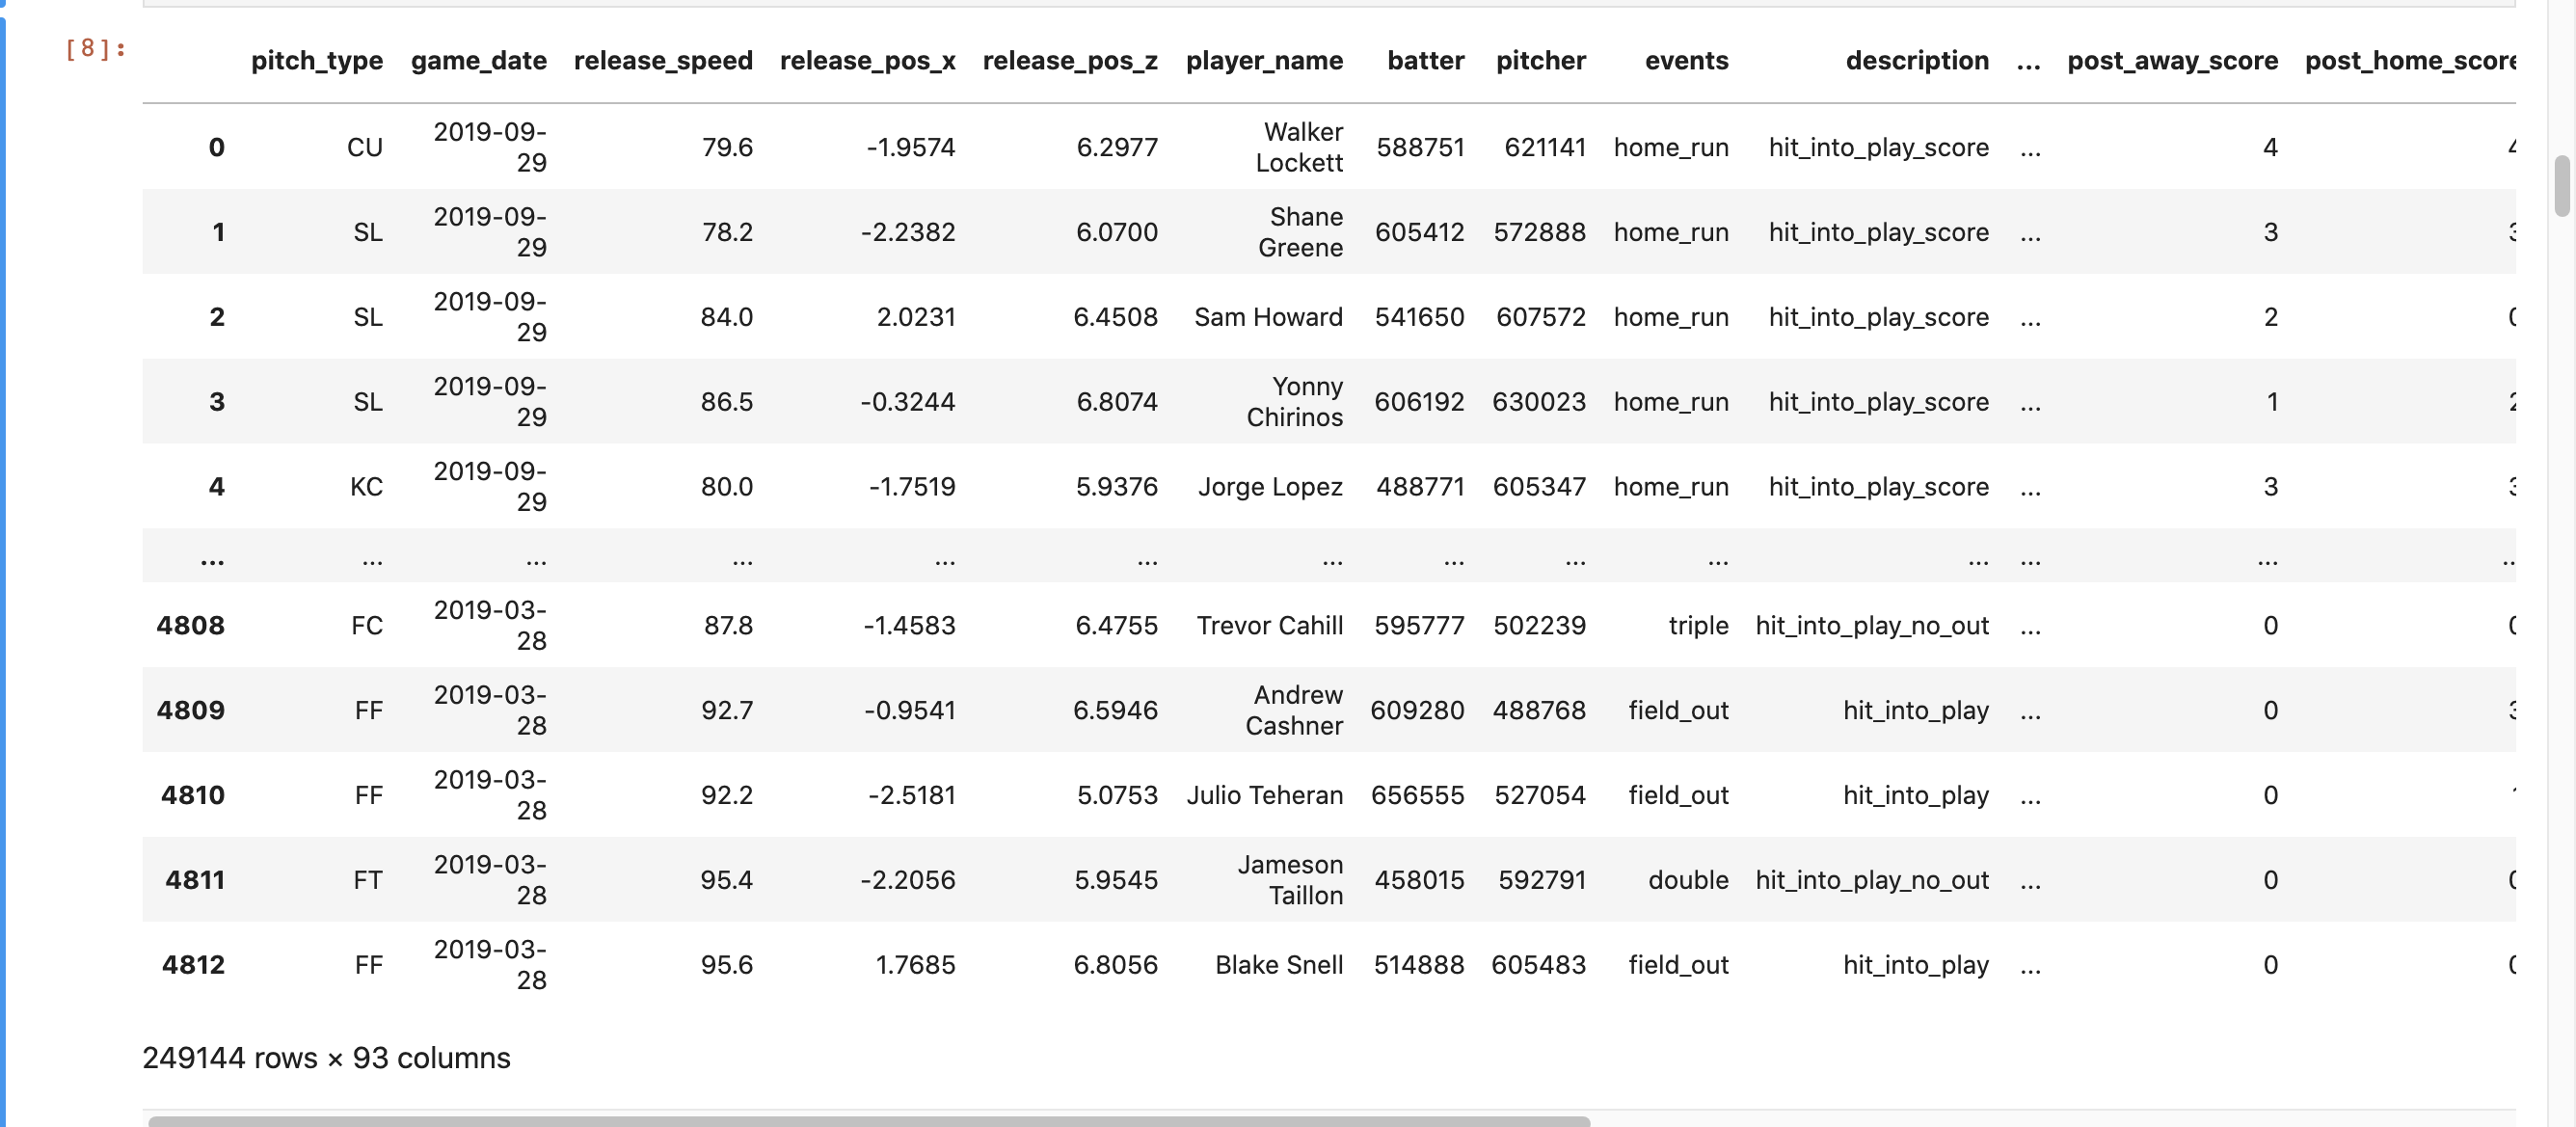 [8]:
pitch_type game_date release_speed release_pos_x release_pos_z player_name batter pitcher events description ... post_away_score post_home_score
0 CU 2019-09-29 79.6 -1.9574 6.2977 Walker Lockett 588751 621141 home_run hit_into_play_score ... 4 4
1 SL 2019-09-29 78.2 -2.2382 6.0700 Shane Greene 605412 572888 home_run hit_into_play_score ... 3 3
2 SL 2019-09-29 84.0 2.0231 6.4508 Sam Howard 541650 607572 home_run hit_into_play_score ... 2 0
3 SL 2019-09-29 86.5 -0.3244 6.8074 Yonny Chirinos 606192 630023 home_run hit_into_play_score ... 1 2
4 KC 2019-09-29 80.0 -1.7519 5.9376 Jorge Lopez 488771 605347 home_run hit_into_play_score ... 3 3
... ... ... ... ... ... ... ... ... ... ... ... ... ..
4808 FC 2019-03-28 87.8 -1.4583 6.4755 Trevor Cahill 595777 502239 triple hit_into_play_no_out ... 0 0
4809 FF 2019-03-28 92.7 -0.9541 6.5946 Andrew Cashner 609280 488768 field_out hit_into_play ... 0 3
4810 FF 2019-03-28 92.2 -2.5181 5.0753 Julio Teheran 656555 527054 field_out hit_into_play ... 0
4811 FT 2019-03-28 95.4 -2.2056 5.9545 Jameson Taillon 458015 592791 double hit_into_play_no_out ... 0 0
4812 FF 2019-03-28 95.6 1.7685 6.8056 Blake Snell 514888 605483 field_out hit_into_play ... 0 0
249144 rows × 93 columns